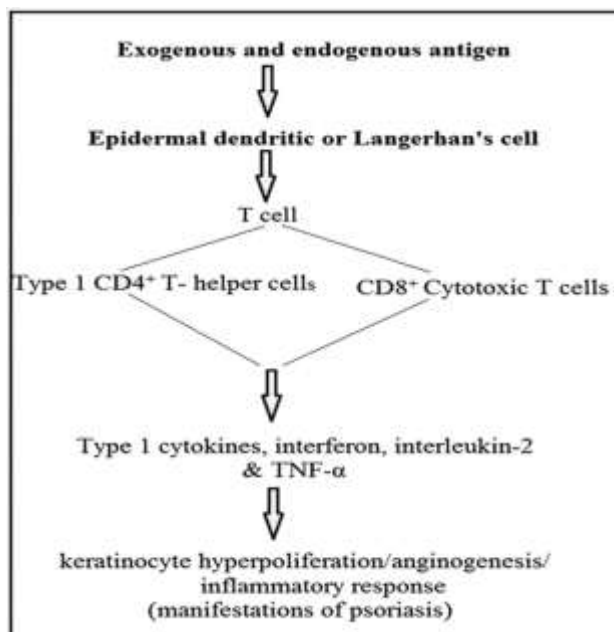 Exogenous and endogenous antigen
Epidermal dendritic or Langerhan's cell
T cell
Type 1 CD4⁺ T- helper cells
CD8⁺ Cytotoxic T cells
Type 1 cytokines, interferon, interleukin-2
& TNF-α
keratinocyte hyperpoliferation/anginogenesis/
inflammatory response
(manifestations of psoriasis)